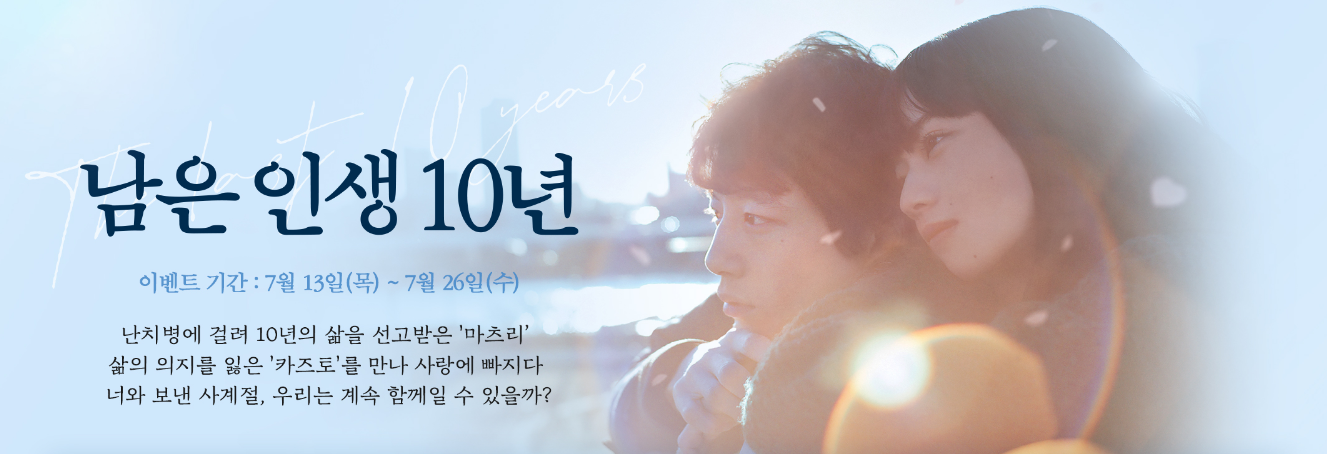 The last 10 years
남은 인생 10년
이벤트 기간 : 7월 13일(목) ~ 7월 26일(수)
난치병에 걸려 10년의 삶을 선고받은 '마츠리'
삶의 의지를 잃은 '카즈토'를 만나 사랑에 빠지다
너와 보낸 사계절, 우리는 계속 함께일 수 있을까?